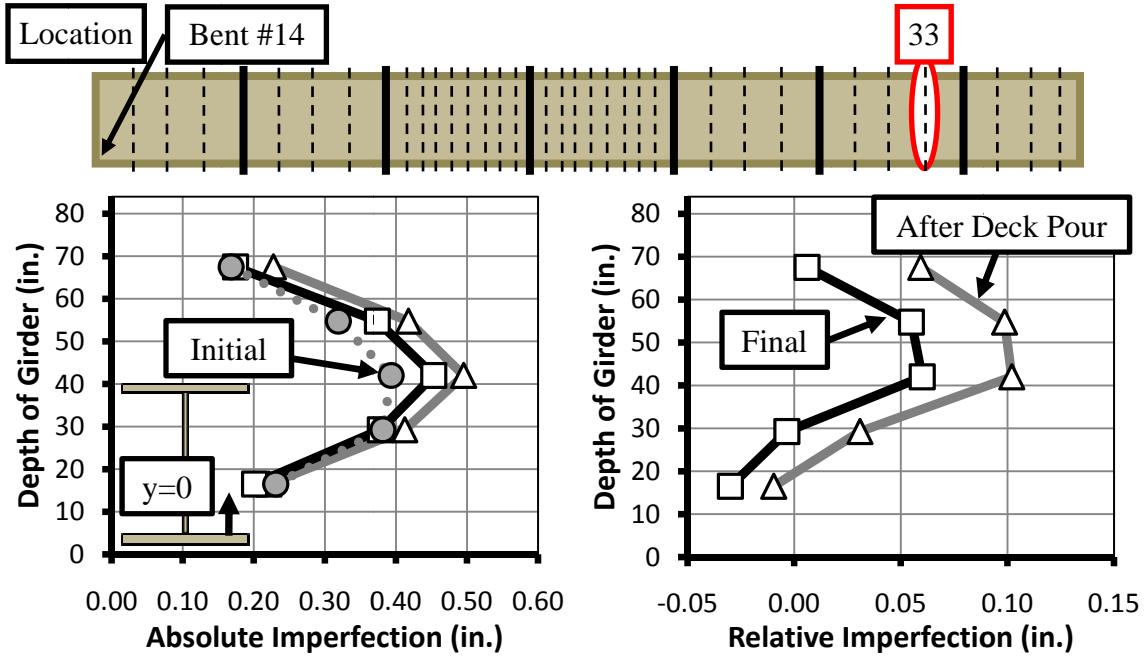 Location
Bent #14
33
Depth of Girder (in.)
80
70
60
50
40
30
20
10
0
Initial
y=0
0.00 0.10 0.20 0.30 0.40 0.50 0.60
Absolute Imperfection (in.)
Depth of Girder (in.)
80
70
60
50
40
30
20
10
0
After Deck Pour
Final
-0.05 0.00 0.05 0.10 0.15
Relative Imperfection (in.)